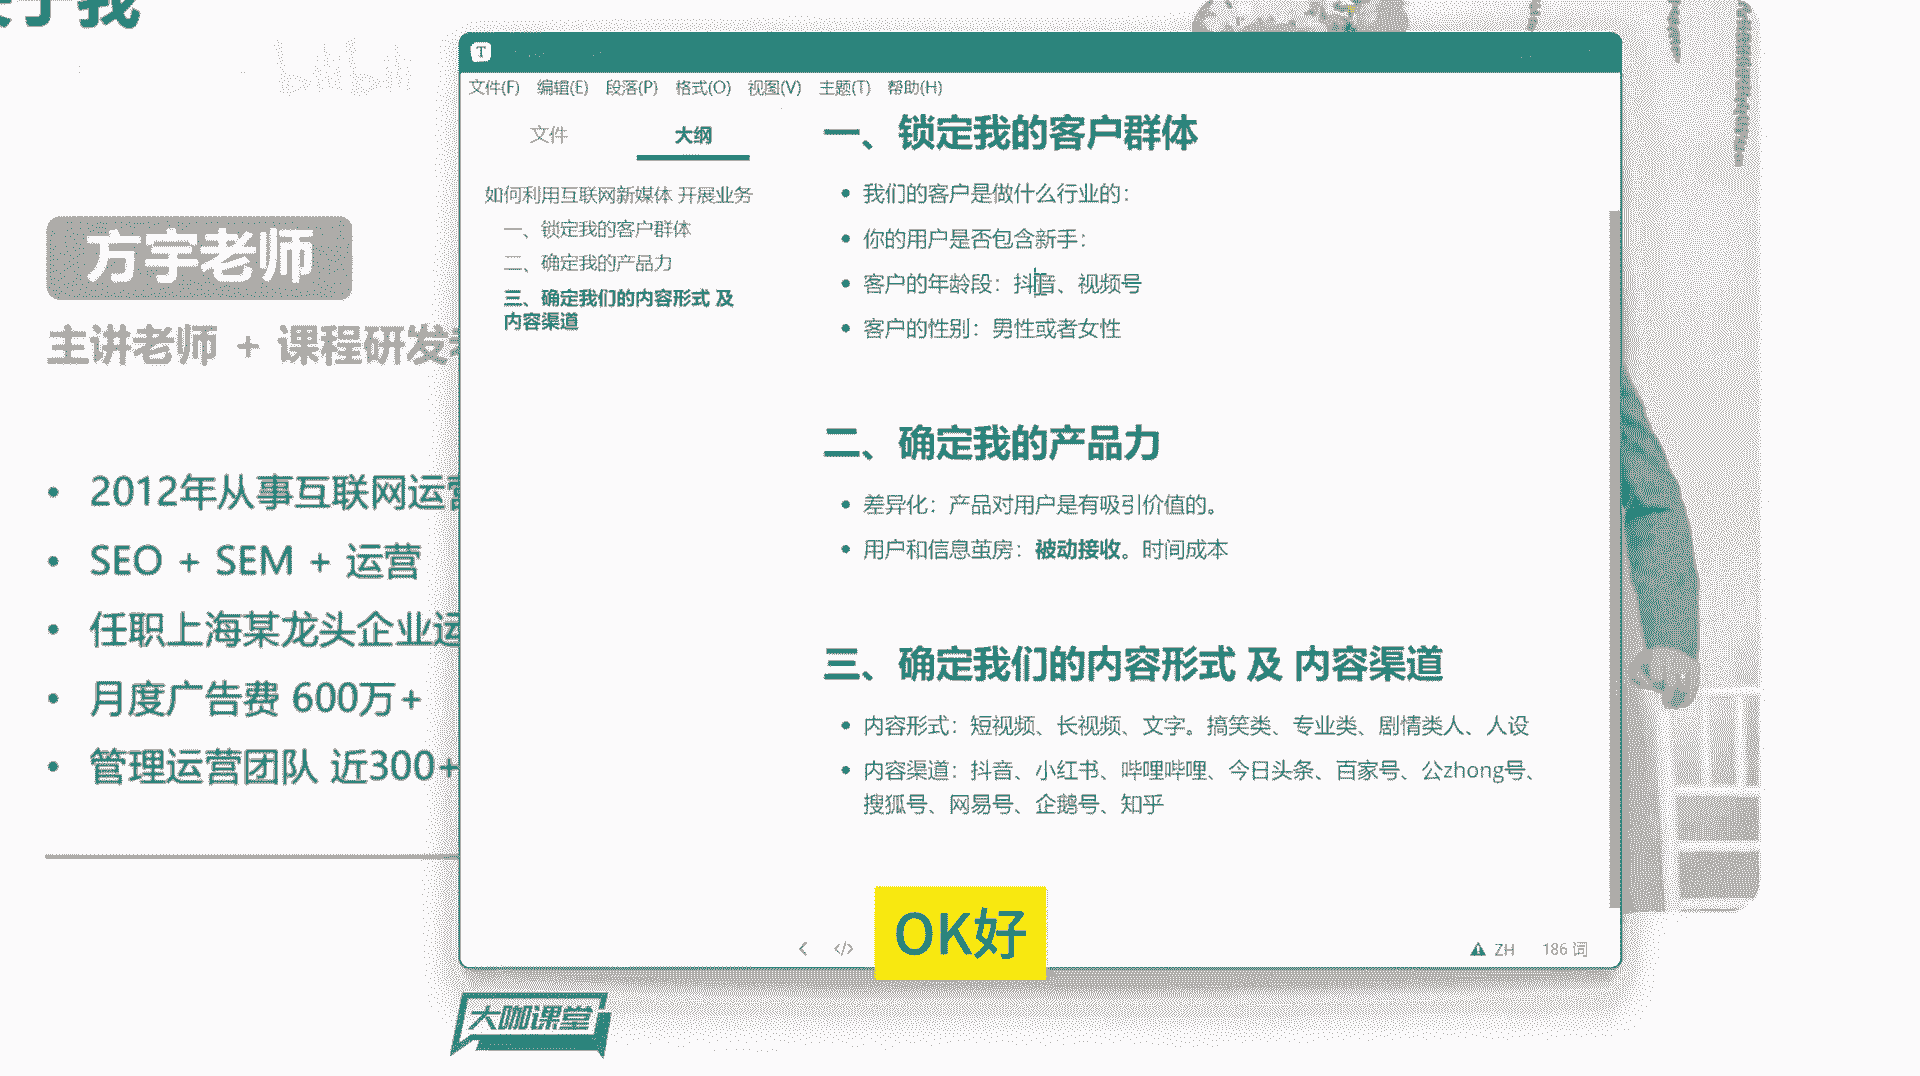 bilibili
方宇老师
主讲老师 + 课程研发
2012年从事互联网运营
SEO + SEM + 运营
任职上海某龙头企业运
月度广告费 600万+
管理运营团队 近300+
T
文件(F) 编辑(E) 段落(P) 格式(O) 视图(V) 主题(T) 帮助(H)
文件 大纲
如何利用互联网新媒体 开展业务
一、锁定我的客户群体
二、确定我的产品力
三、确定我们的内容形式 及
内容渠道
一、锁定我的客户群体
我们的客户是做什么行业的：
你的用户是否包含新手：
客户的年龄段：抖音、视频号
客户的性别：男性或者女性
二、确定我的产品力
差异化：产品对用户是有吸引价值的。
用户和信息茧房：被动接收。时间成本
三、确定我们的内容形式 及 内容渠道
内容形式：短视频、长视频、文字。搞笑类、专业类、剧情类人、人设
内容渠道：抖音、小红书、哔哩哔哩、今日头条、百家号、公zhong号、
搜狐号、网易号、企鹅号、知乎
OK好
ZH 186 词
大咖课堂